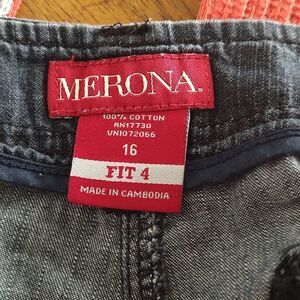 MERONA®
100% COTTON
RN17730
VN1072066
16
FIT 4
MADE IN CAMBODIA